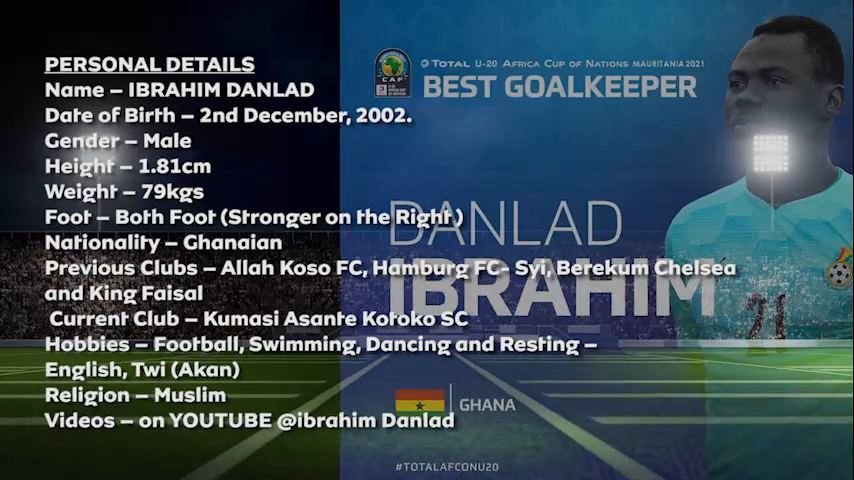 PERSONAL DETAILS
Name – IBRAHIM DANLAD
Date of Birth – 2nd December, 2002.
Gender – Male
Height – 1.81cm
Weight – 79kgs
Foot – Both Foot (Stronger on the Right )
Nationality – Ghanaian
Previous Clubs – Allah Koso FC, Hamburg FC- Syi, Berekum Chelsea
and King Faisal
Current Club – Kumasi Asante Kotoko SC
Hobbies – Football, Swimming, Dancing and Resting –
English, Twi (Akan)
Religion – Muslim
Videos – on YOUTUBE @ibrahim Danlad
CAF
TOTAL U-20 AFRICA CUP OF NATIONS MAURITANIA 2021
BEST GOALKEEPER
DANLAD
IBRAHIM
21
GHANA
#TOTALAFCONU20